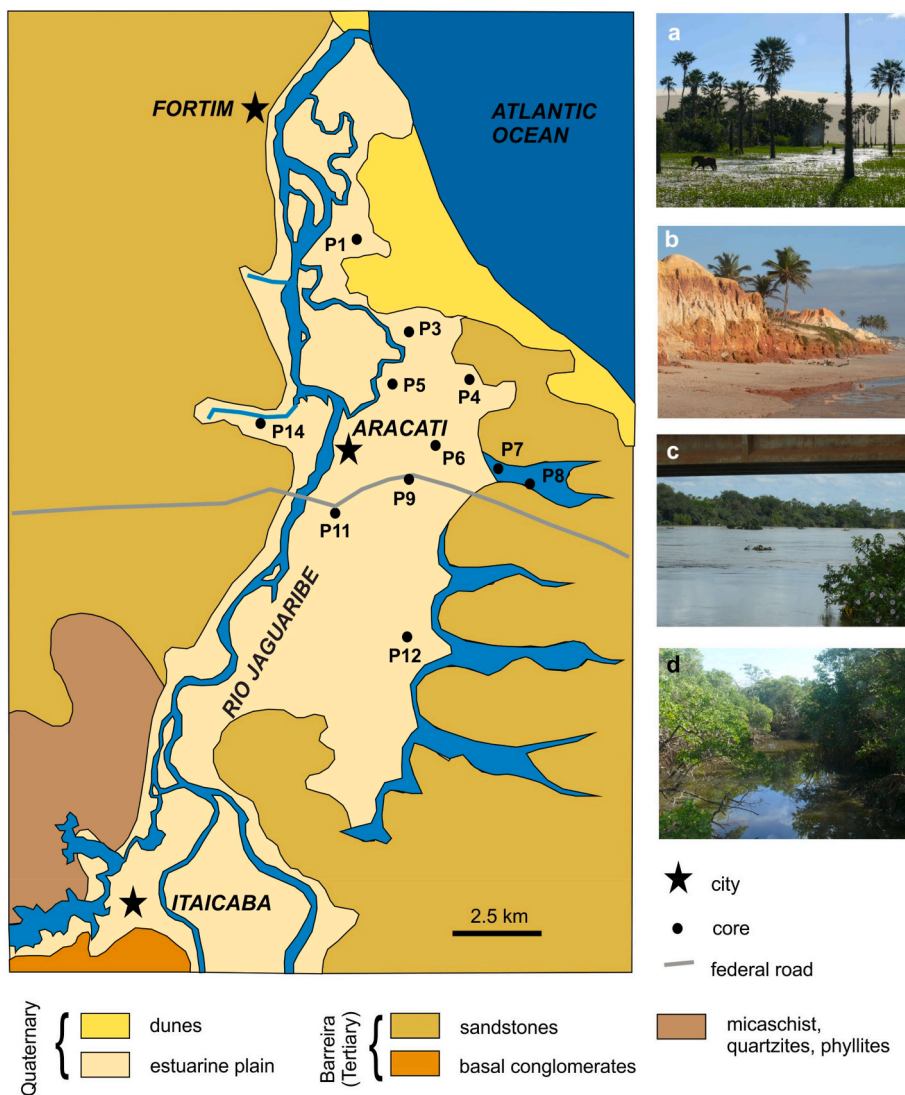 FORTIM
ATLANTIC
OCEAN
P1
P3
P5
P4
P14
ARACATI
P6
P7
P8
P9
P11
RIO JAGUARIBE
P12
ITAICABA
2.5 km
a
b
c
d
city
core
federal road
Quaternary
dunes
estuarine plain
Barreira
(Tertiary)
sandstones
basal conglomerates
micaschist,
quartzites, phyllites